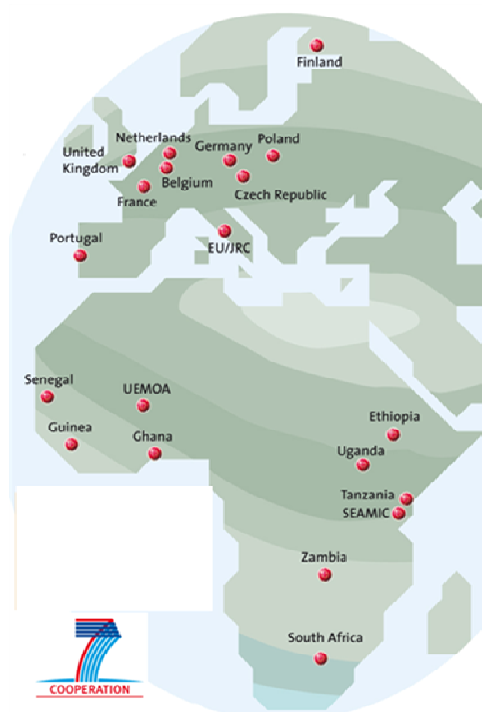 Finland
Netherlands
Germany
Poland
United
Kingdom
Belgium
Czech Republic
France
Portugal
EU/JRC
Senegal
UEMOA
Ethiopia
Guinea
Ghana
Uganda
Tanzania
SEAMIC
Zambia
South Africa
7
COOPERATION